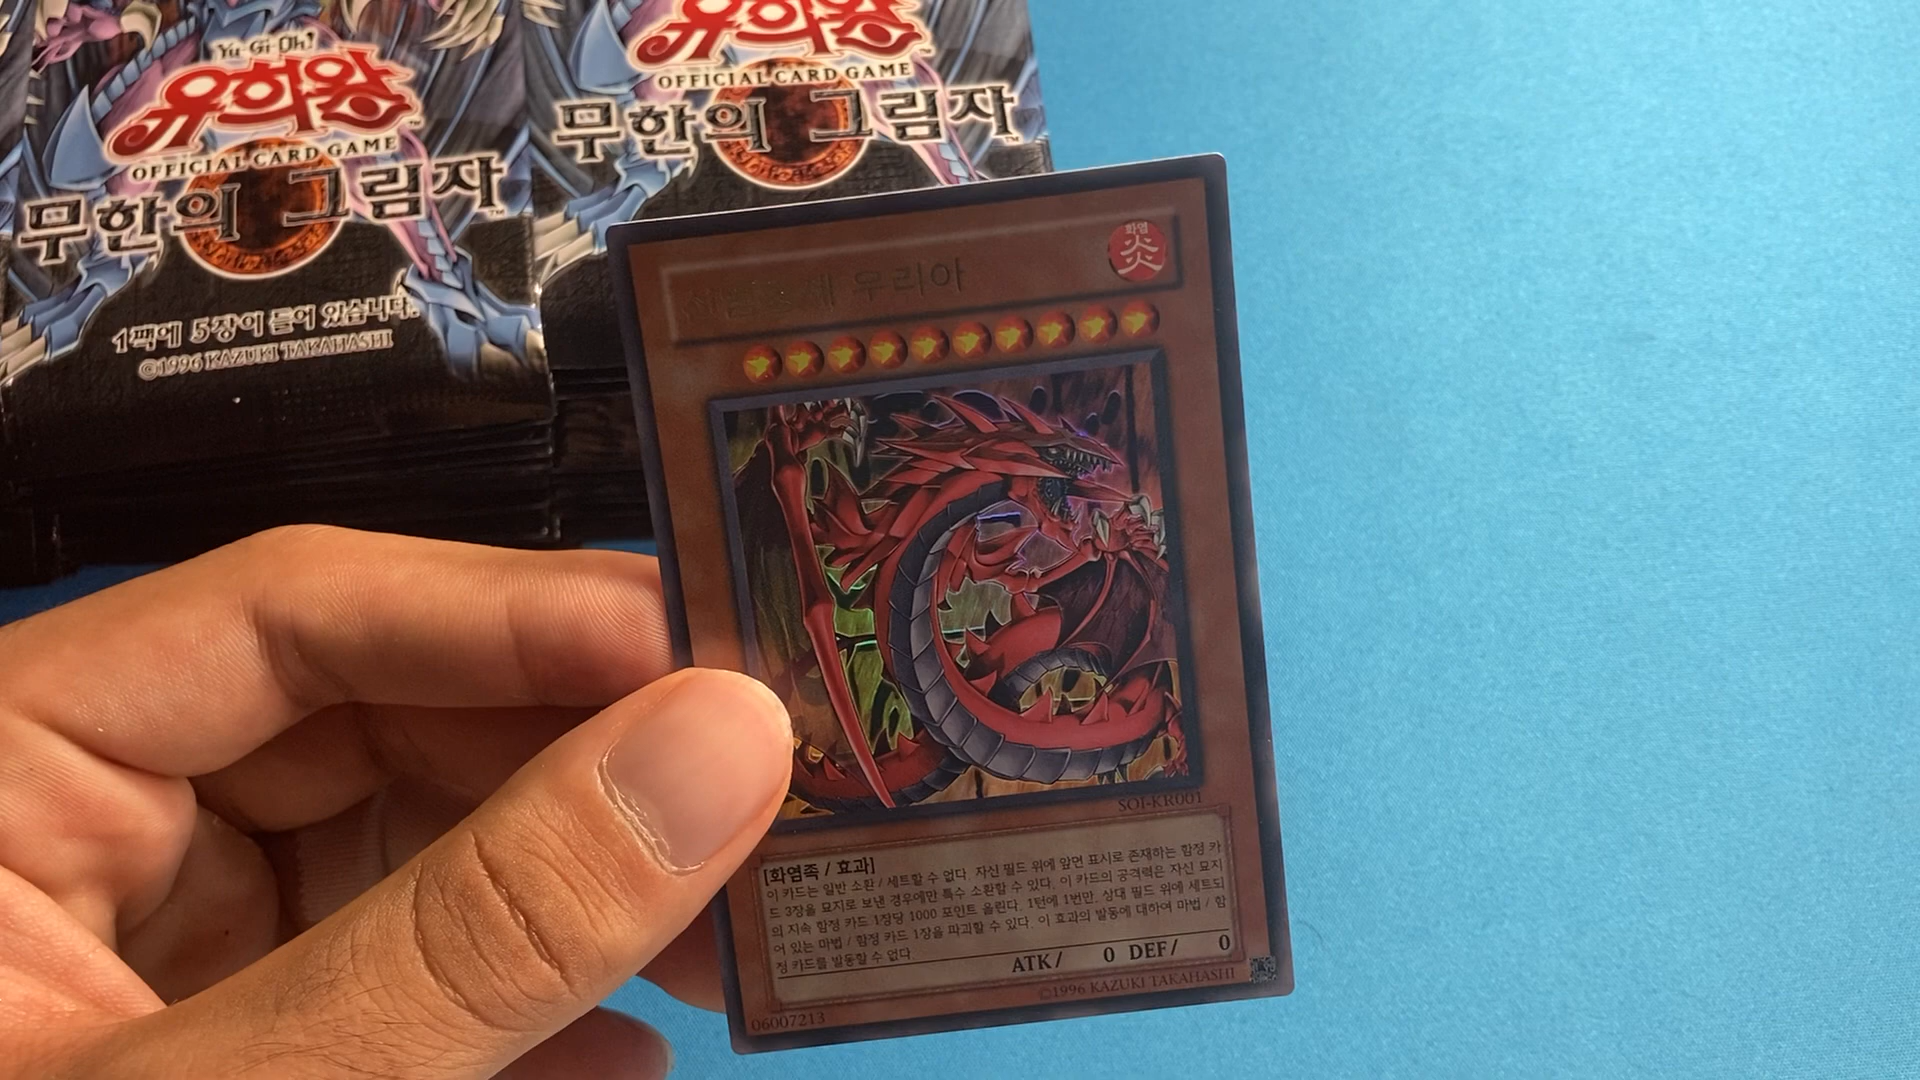 Yu-Gi-Oh!
유희왕
OFFICIAL CARD GAME
무한의 그림자
1팩에 5장이 들어 있습니다.
©1996 KAZUKI TAKAHASHI
유희왕
OFFICIAL CARD GAME
무한의 그림자
우리아
화염
炎
SOI-KR001
[화염족 / 효과]
이 카드는 일반 소환 / 세트할 수 없다. 자신 필드 위에 앞면 표시로 존재하는 함정 카
드 3장을 묘지로 보낸 경우에만 특수 소환할 수 있다. 이 카드의 공격력은 자신 묘지
의 지속 함정 카드 1장당 1000 포인트 올린다. 1턴에 1번만, 상대 필드 위에 세트되
어 있는 마법 / 함정 카드 1장을 파괴할 수 있다. 이 효과의 발동에 대하여 마법 / 함
정 카드를 발동할 수 없다.
ATK/ 0 DEF/ 0
06007213
©1996 KAZUKI TAKAHASHI